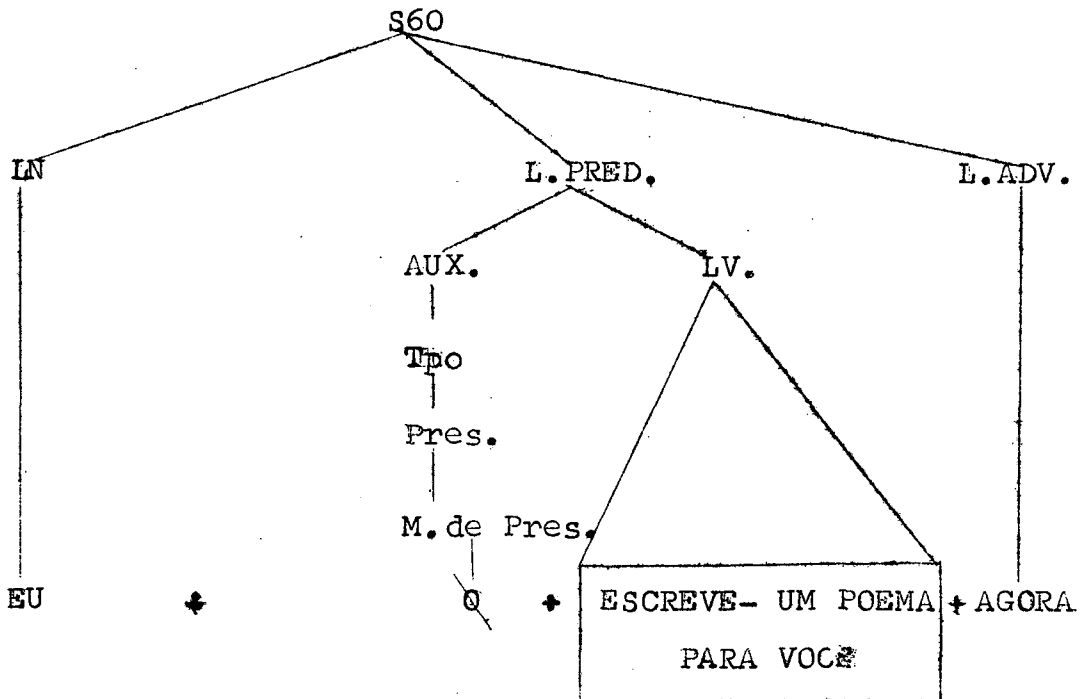 S60
LN L.PRED. L.ADV.
AUX. LV.
Tpo
Pres.
M. de Pres.
EU + Ø + ESCREVE- UM POEMA + AGORA
PARA VOCÊ